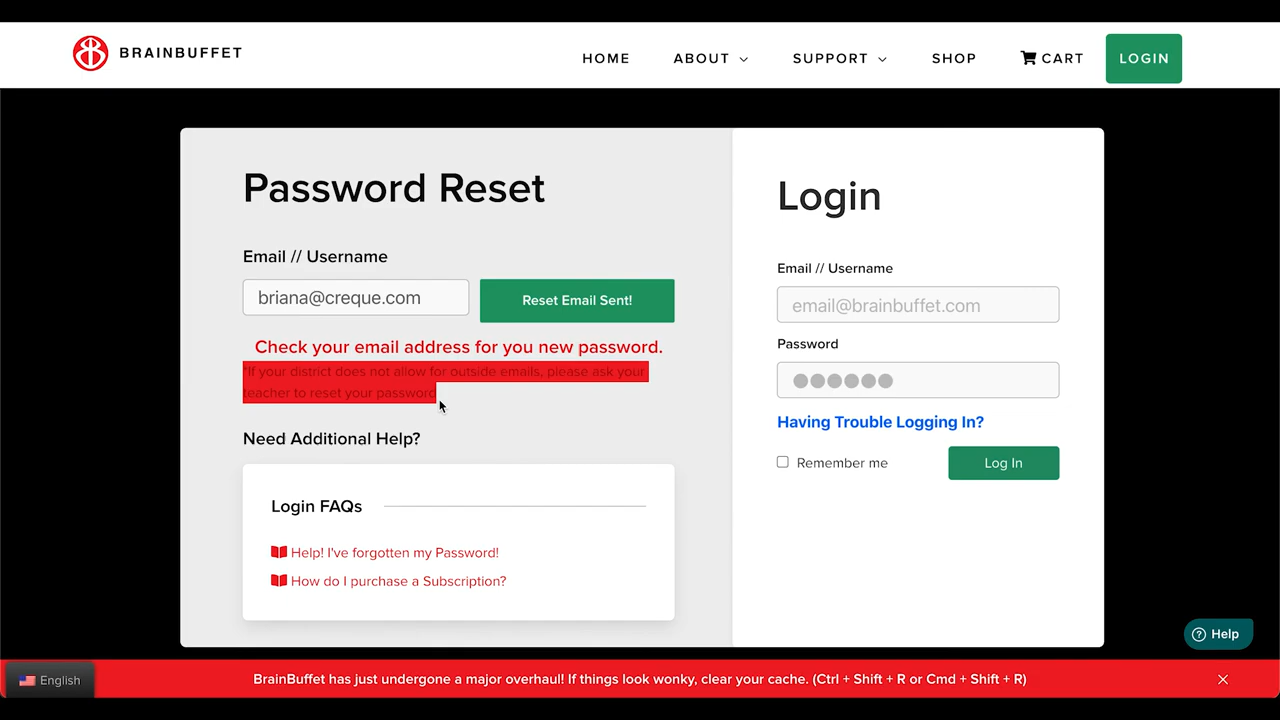 BRAINBUFFET
HOME
ABOUT
SUPPORT
SHOP
CART
LOGIN
Password Reset
Email // Username
briana@creque.com
Reset Email Sent!
Check your email address for you new password.
*If your district does not allow for outside emails, please ask your
teacher to reset your password
Need Additional Help?
Login FAQs
Help! I've forgotten my Password!
How do I purchase a Subscription?
Login
Email // Username
email@brainbuffet.com
Password
Having Trouble Logging In?
Remember me
Log In
Help
English
BrainBuffet has just undergone a major overhaul! If things look wonky, clear your cache. (Ctrl + Shift + R or Cmd + Shift + R)